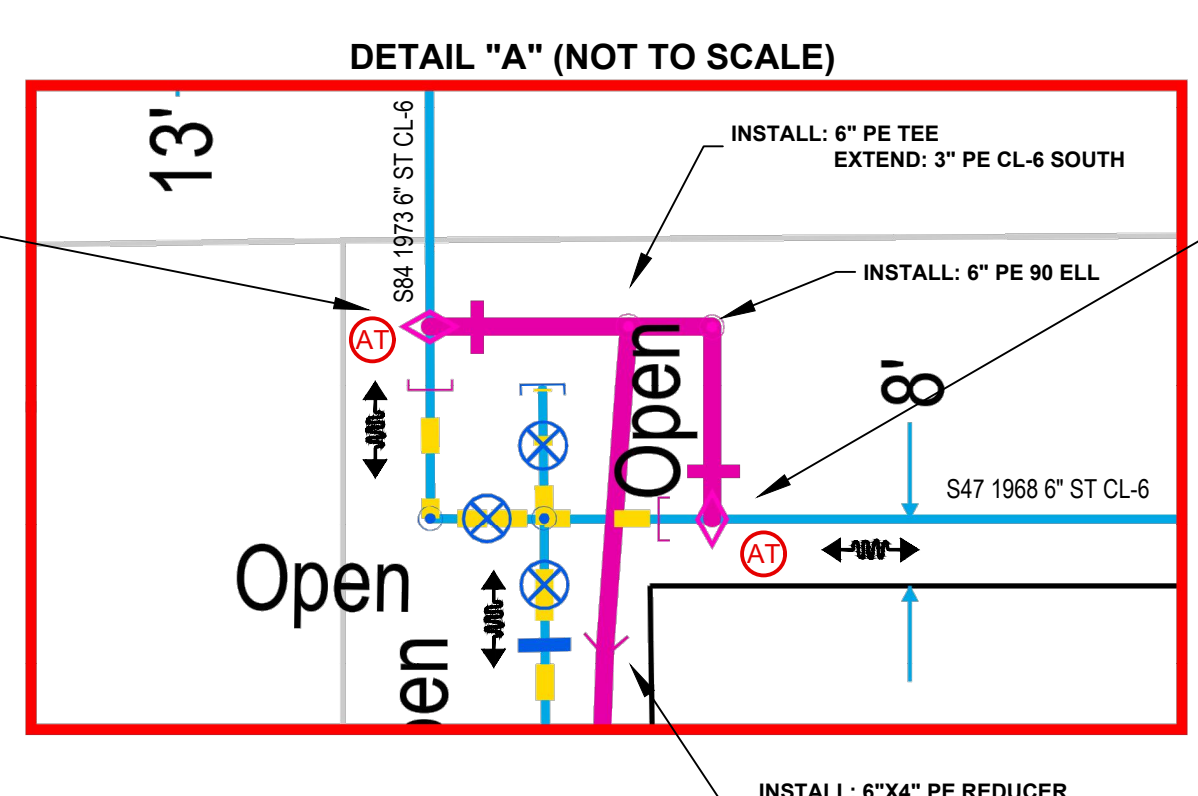 DETAIL "A" (NOT TO SCALE)
13'
S84 1973 6" ST CL-6
INSTALL: 6" PE TEE
EXTEND: 3" PE CL-6 SOUTH
INSTALL: 6" PE 90 ELL
AT
Open
8'
S47 1968 6" ST CL-6
AT
Open
pen
INSTALL: 6"X4" PE REDUCER